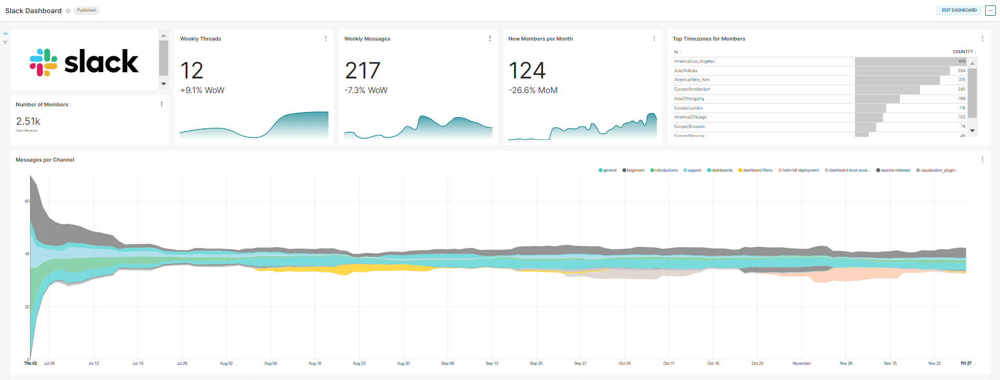 Slack Dashboard Published EDIT DASHBOARD
slack
Number of Members
2.51k
Slack Members
Weekly Threads
12
+9.1% WoW
Weekly Messages
217
-7.3% WoW
New Members per Month
124
-26.6% MoM
Top Timezones for Members
tz COUNT(*)
America/Los_Angeles 416
Asia/Kolkata 354
America/New_York 315
Europe/Amsterdam 240
Asia/Chongqing 168
Europe/London 118
America/Chicago 102
Europe/Brussels 79
Europe/Moscow 49
Messages per Channel
general beginners introductions support dashboards dashboard-filters helm-k8-deployment dashboard-level-acce... apache-releases visualization_plugin...
60
40
20
0
Thu 02 Jul 05 Jul 12 Jul 19 Jul 26 Aug 02 Aug 09 Aug 16 Aug 23 Aug 30 Sep 06 Sep 13 Sep 20 Sep 27 Oct 04 Oct 11 Oct 18 Oct 25 November Nov 08 Nov 15 Nov 22 Fri 27